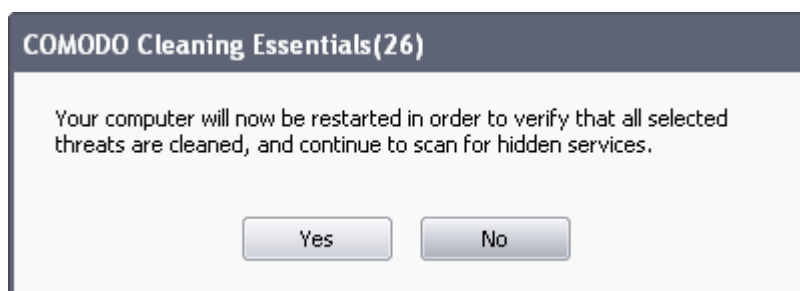 COMODO Cleaning Essentials(26)
Your computer will now be restarted in order to verify that all selected
threats are cleaned, and continue to scan for hidden services.
Yes No